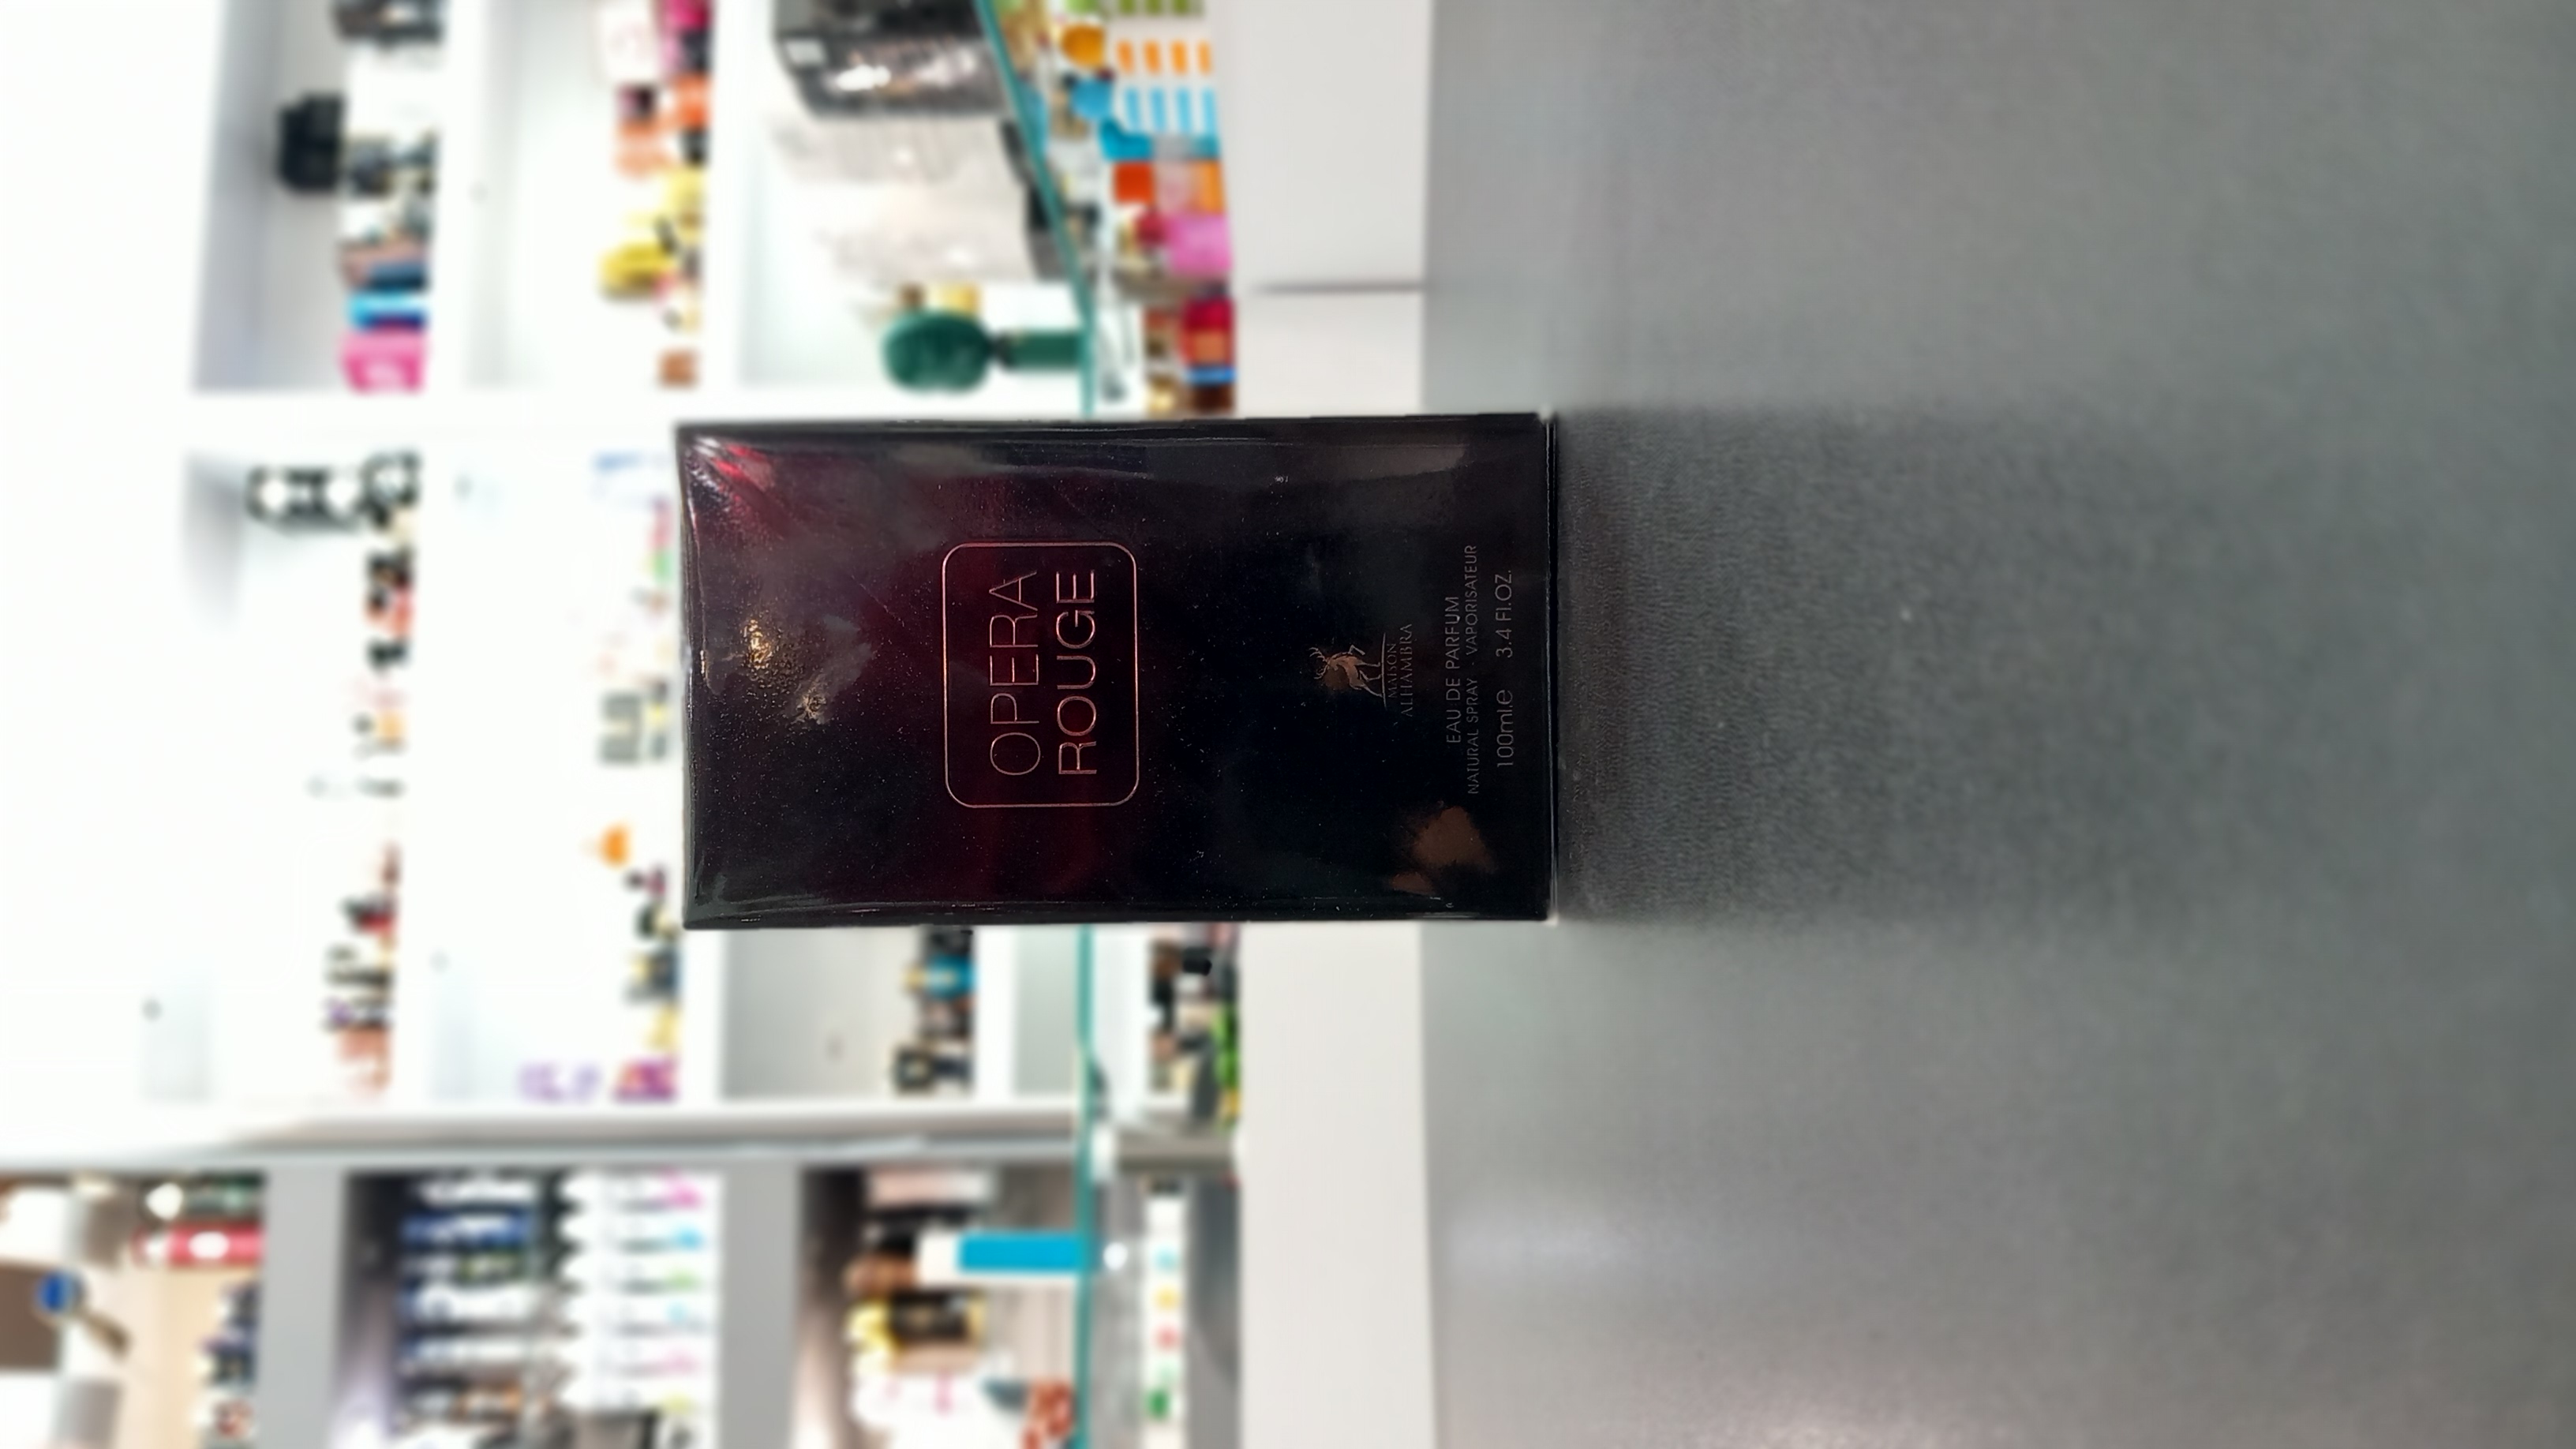 OPERA
ROUGE
MAISON
ALHAMBRA
EAU DE PARFUM
NATURAL SPRAY - VAPORISATEUR
100ml.e 3.4 Fl.OZ.